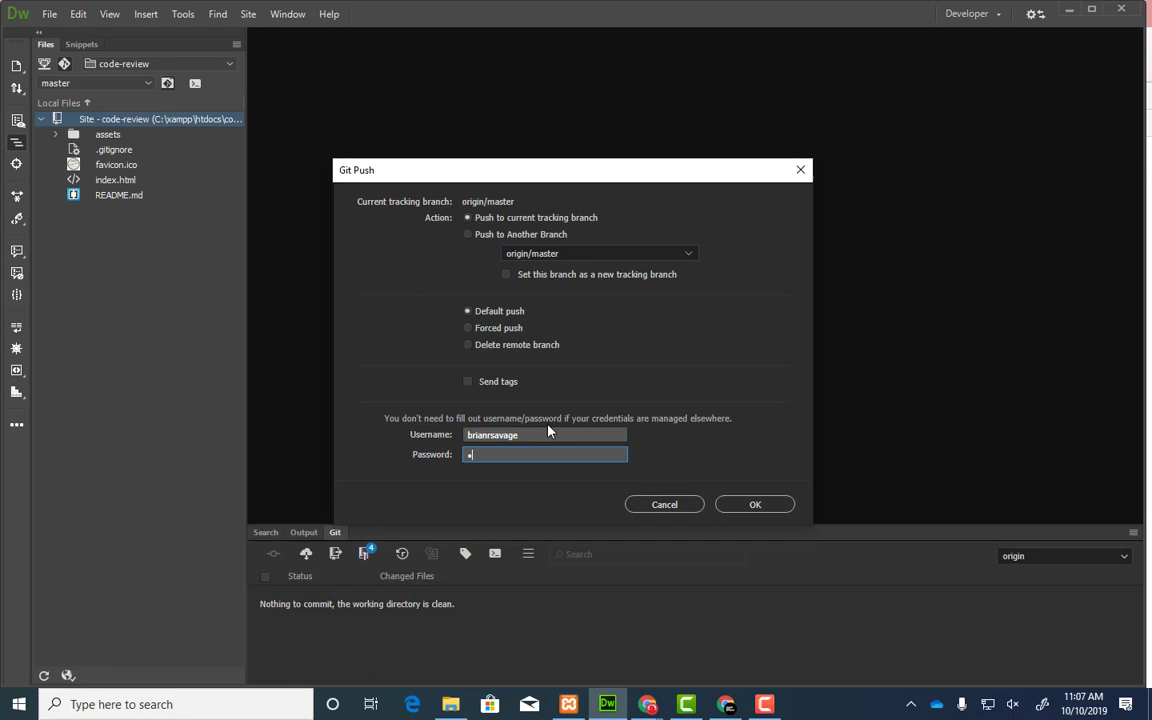 Dw File Edit View Insert Tools Find Site Window Help Developer
Files Snippets
code-review
master
Local Files
Site - code-review (C:\xampp\htdocs\co...
assets
.gitignore
favicon.ico
index.html
README.md
Git Push
Current tracking branch: origin/master
Action: Push to current tracking branch
Push to Another Branch
origin/master
Set this branch as a new tracking branch
Default push
Forced push
Delete remote branch
Send tags
You don't need to fill out username/password if your credentials are managed elsewhere.
Username: brianrsavage
Password:
Cancel OK
Search Output Git
4 Search origin
Status Changed Files
Nothing to commit, the working directory is clean.
Type here to search Dw 11:07 AM
10/10/2019